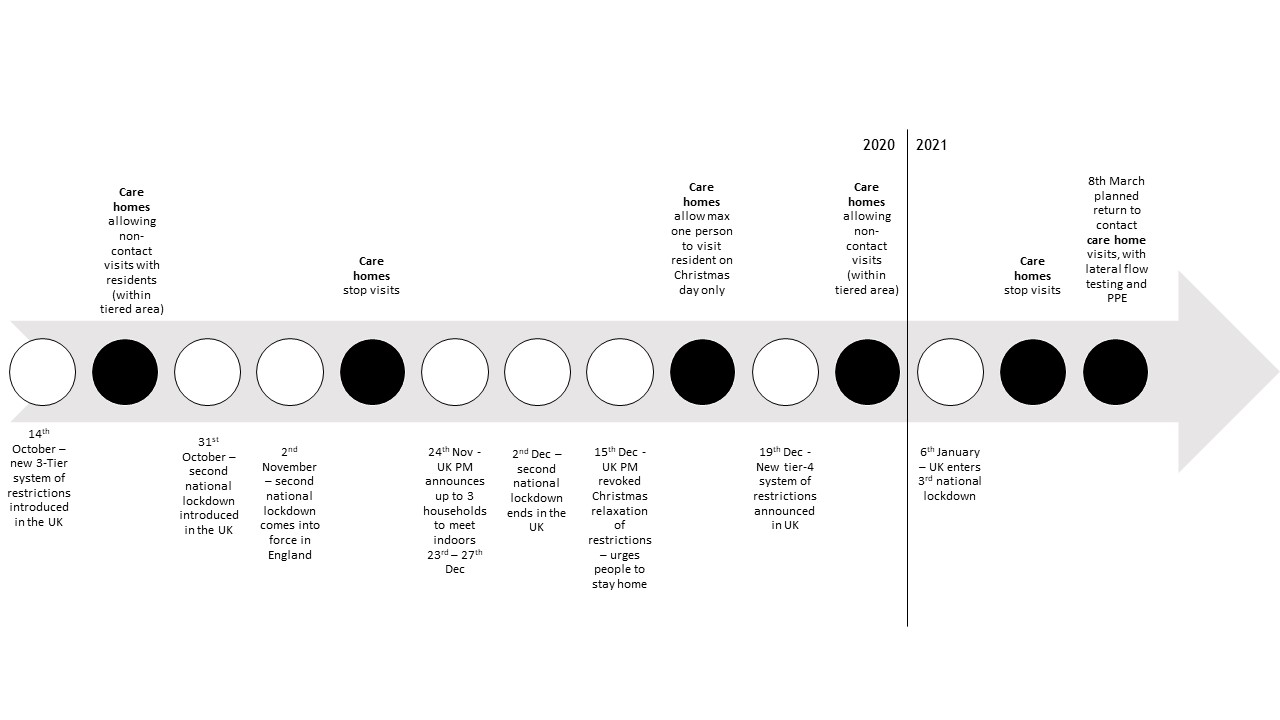 2020
2021
Care
homes
allowing
non-
contact
visits with
residents
(within
tiered area)
Care
homes
stop visits
Care
homes
allow max
one person
to visit
resident on
Christmas
day only
Care
homes
allowing
non-
contact
visits
(within
tiered area)
Care
homes
stop visits
8th March
planned
return to
contact
care home
visits, with
lateral flow
testing and
PPE
14th
October –
new 3-Tier
system of
restrictions
introduced
in the UK
31st
October –
second
national
lockdown
introduced
in the UK
2nd
November
– second
national
lockdown
comes into
force in
England
24th Nov -
UK PM
announces
up to 3
households
to meet
indoors
23rd – 27th
Dec
2nd Dec –
second
national
lockdown
ends in the
UK
15th Dec -
UK PM
revoked
Christmas
relaxation
of
restrictions
– urges
people to
stay home
19th Dec -
New tier-4
system of
restrictions
announced
in UK
6th January
– UK enters
3rd national
lockdown